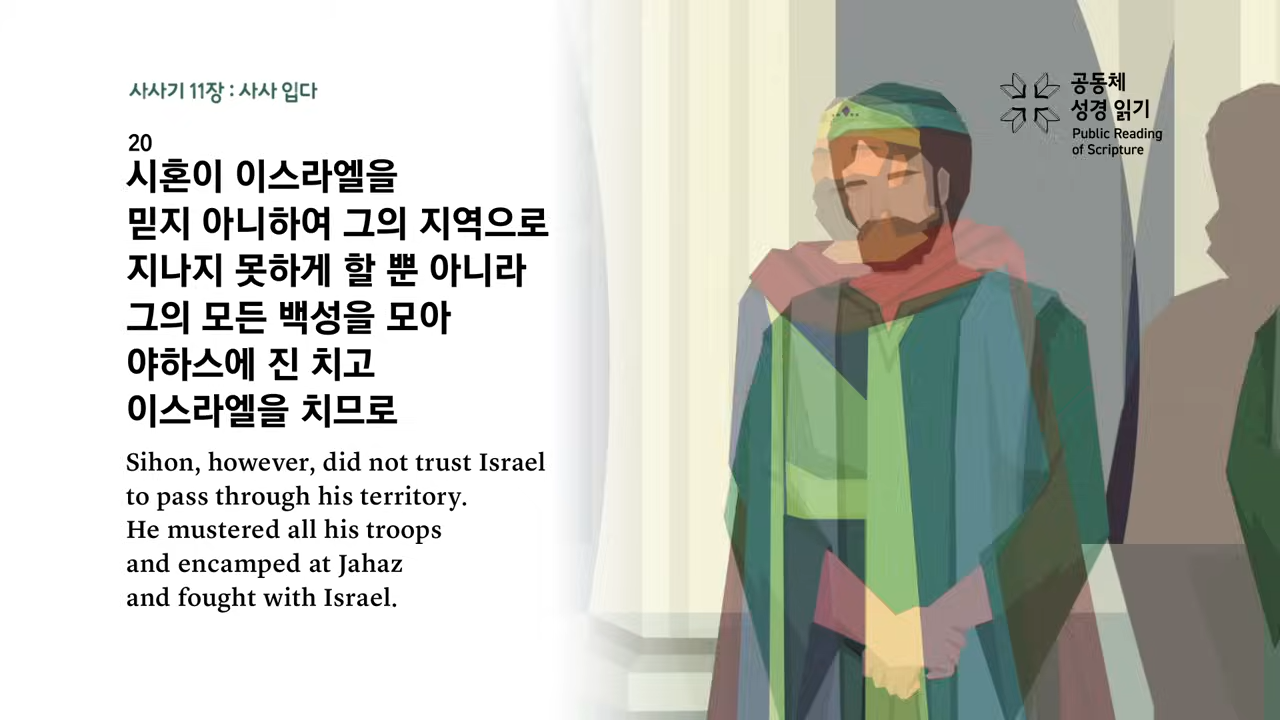 사사기 11장 : 사사 입다
20
시혼이 이스라엘을
믿지 아니하여 그의 지역으로
지나지 못하게 할 뿐 아니라
그의 모든 백성을 모아
야하스에 진 치고
이스라엘을 치므로
Sihon, however, did not trust Israel
to pass through his territory.
He mustered all his troops
and encamped at Jahaz
and fought with Israel.
공동체
성경 읽기
Public Reading
of Scripture